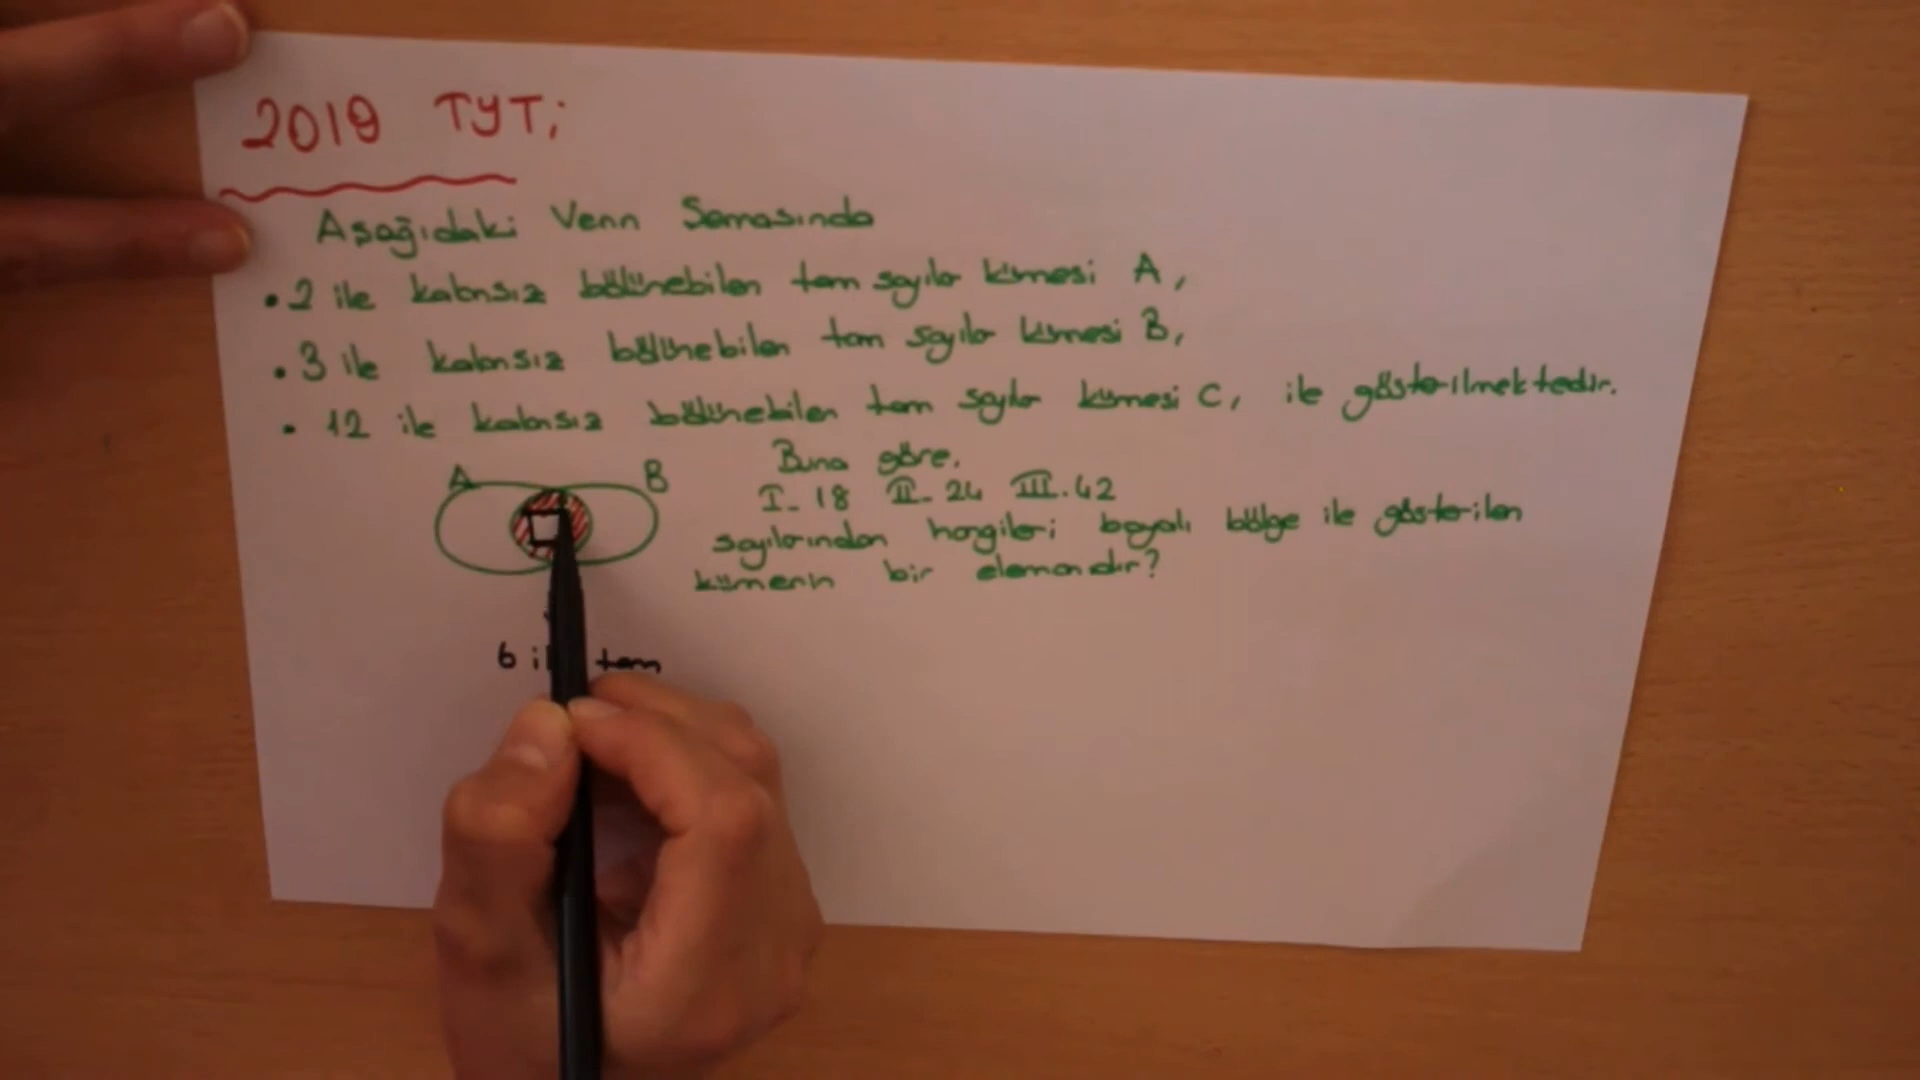 2019 TYT;
Aşağıdaki Venn Şemasında
• 2 ile kalansız bölünebilen tam sayılar kümesi A,
• 3 ile kalansız bölünebilen tam sayılar kümesi B,
• 12 ile kalansız bölünebilen tam sayılar kümesi C, ile gösterilmektedir.
A B
Buna göre.
I- 18 II- 24 III. 42
sayılarından hangileri boyalı bölge ile gösterilen
kümenin bir elemanıdır?
6 tam